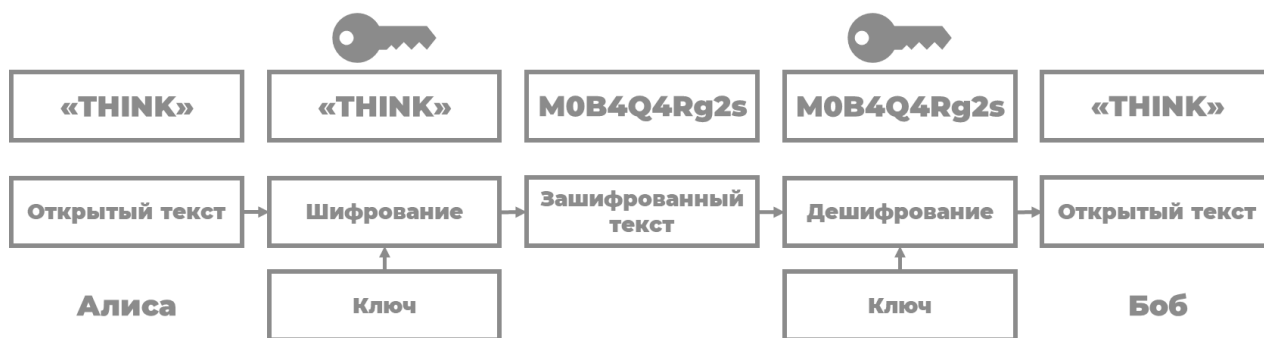 «THINK»
«THINK»
M0B4Q4Rg2s
M0B4Q4Rg2s
«THINK»
Открытый текст
Шифрование
Зашифрованный
текст
Дешифрование
Открытый текст
Алиса
Ключ
Ключ
Боб